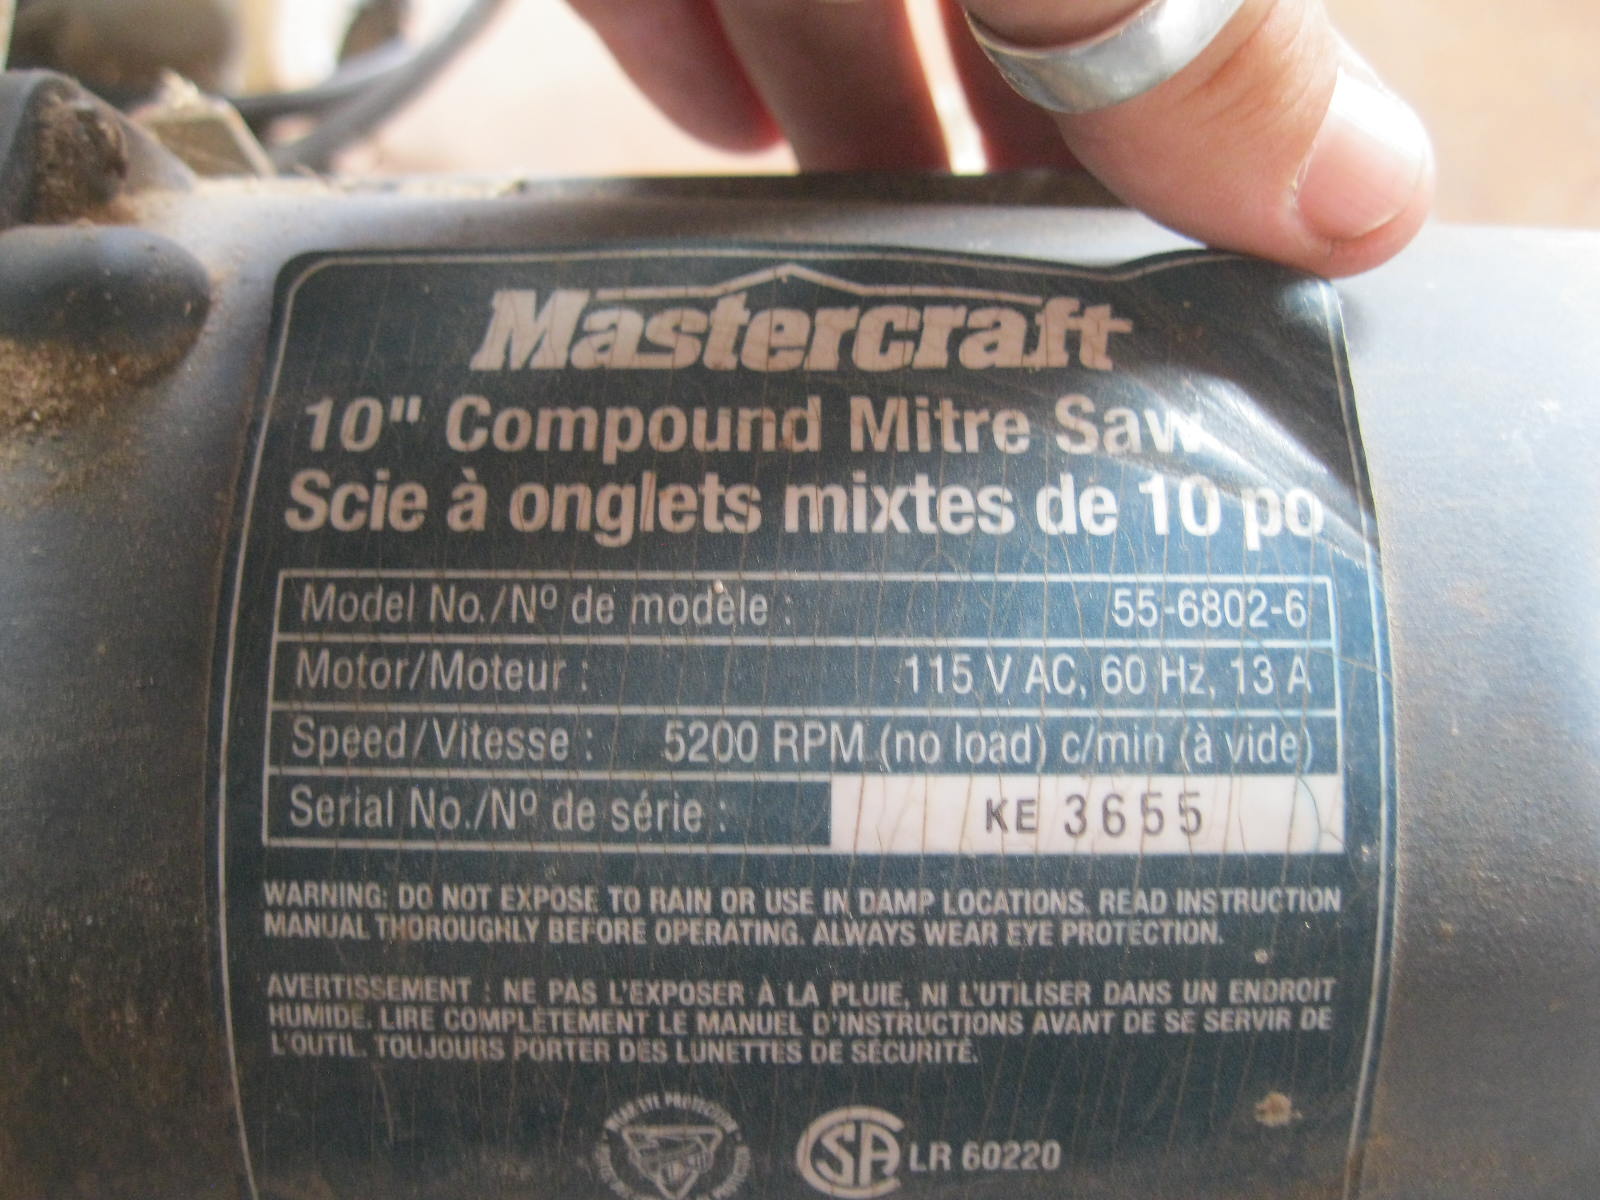 Mastercraft
10" Compound Mitre Saw
Scie à onglets mixtes de 10 po
Model No./Nº de modèle : 55-6802-6
Motor/Moteur : 115 V AC, 60 Hz, 13 A
Speed/Vitesse : 5200 RPM (no load) c/min (à vide)
Serial No./Nº de série : KE 3655
WARNING: DO NOT EXPOSE TO RAIN OR USE IN DAMP LOCATIONS. READ INSTRUCTION
MANUAL THOROUGHLY BEFORE OPERATING. ALWAYS WEAR EYE PROTECTION.
AVERTISSEMENT : NE PAS L'EXPOSER À LA PLUIE, NI L'UTILISER DANS UN ENDROIT
HUMIDE. LIRE COMPLÈTEMENT LE MANUEL D'INSTRUCTIONS AVANT DE SE SERVIR DE
L'OUTIL. TOUJOURS PORTER DES LUNETTES DE SÉCURITÉ.
WEAR EYE PROTECTION
CSA LR 60220